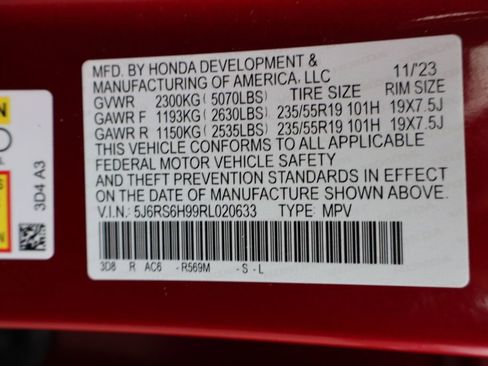 MFD. BY HONDA DEVELOPMENT & 11/'23
MANUFACTURING OF AMERICA, LLC
GVWR 2300KG(5070LBS) TIRE SIZE RIM SIZE
GAWR F 1193KG(2630LBS) 235/55R19 101H 19X7.5J
GAWR R 1150KG(2535LBS) 235/55R19 101H 19X7.5J
THIS VEHICLE CONFORMS TO ALL APPLICABLE
FEDERAL MOTOR VEHICLE SAFETY
AND THEFT PREVENTION STANDARDS IN EFFECT
ON THE DATE OF MANUFACTURE SHOWN ABOVE.
V.I.N.: 5J6RS6H99RL020633 TYPE: MPV
3D8 R AC6 -R569M -S-L
3D4 A3